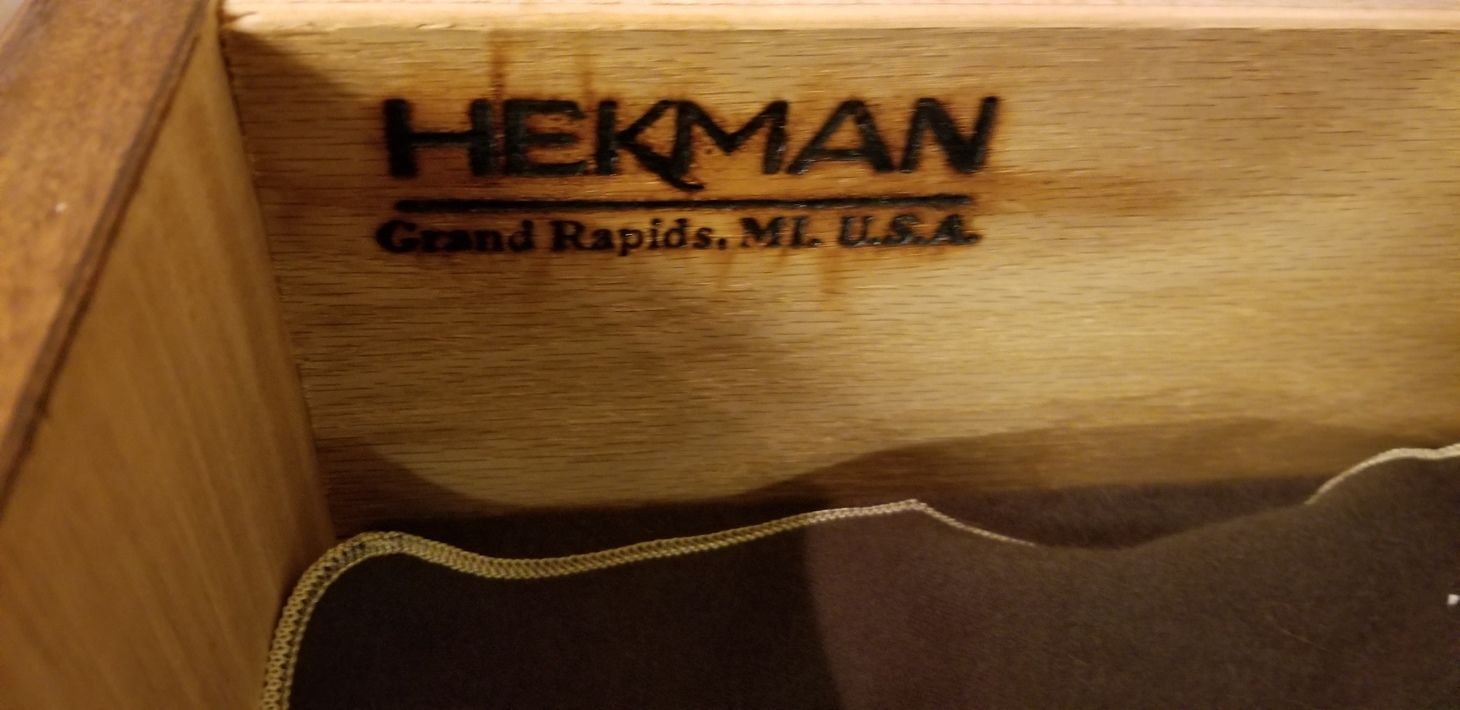 HEKMAN
Grand Rapids, MI. U.S.A.